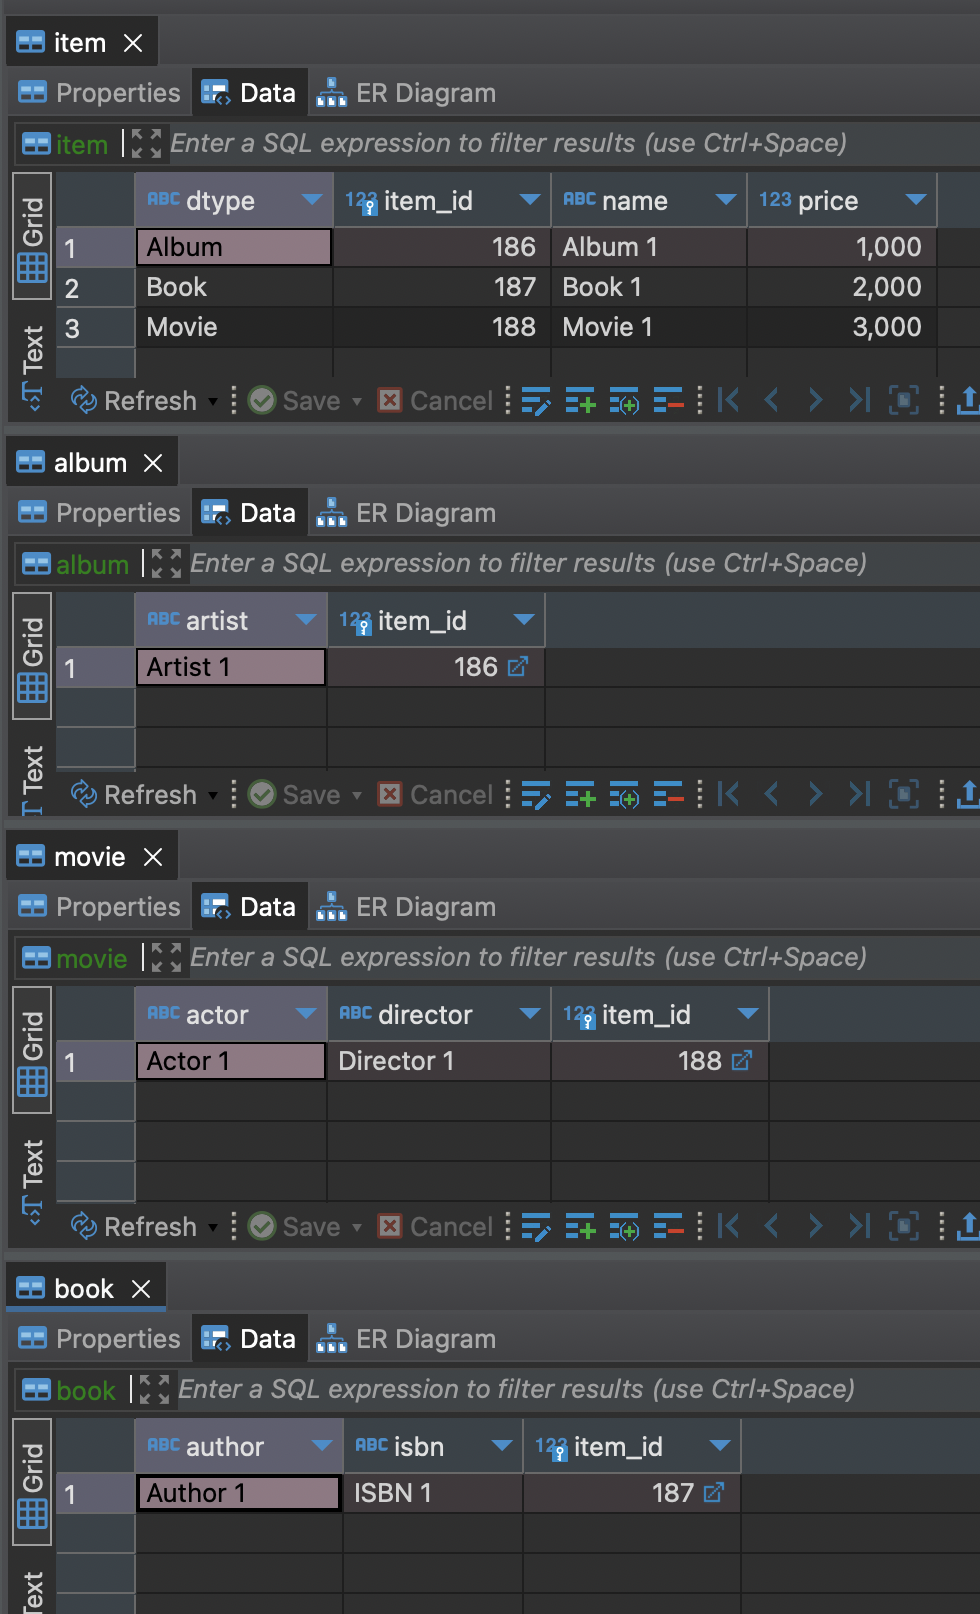 item
Properties Data ER Diagram
item Enter a SQL expression to filter results (use Ctrl+Space)
Grid
Text
ABC dtype 123 item_id ABC name 123 price
1 Album 186 Album 1 1,000
2 Book 187 Book 1 2,000
3 Movie 188 Movie 1 3,000
Refresh Save Cancel
album
Properties Data ER Diagram
album Enter a SQL expression to filter results (use Ctrl+Space)
Grid
Text
ABC artist 123 item_id
1 Artist 1 186
Refresh Save Cancel
movie
Properties Data ER Diagram
movie Enter a SQL expression to filter results (use Ctrl+Space)
Grid
Text
ABC actor ABC director 123 item_id
1 Actor 1 Director 1 188
Refresh Save Cancel
book
Properties Data ER Diagram
book Enter a SQL expression to filter results (use Ctrl+Space)
Grid
Text
ABC author ABC isbn 123 item_id
1 Author 1 ISBN 1 187